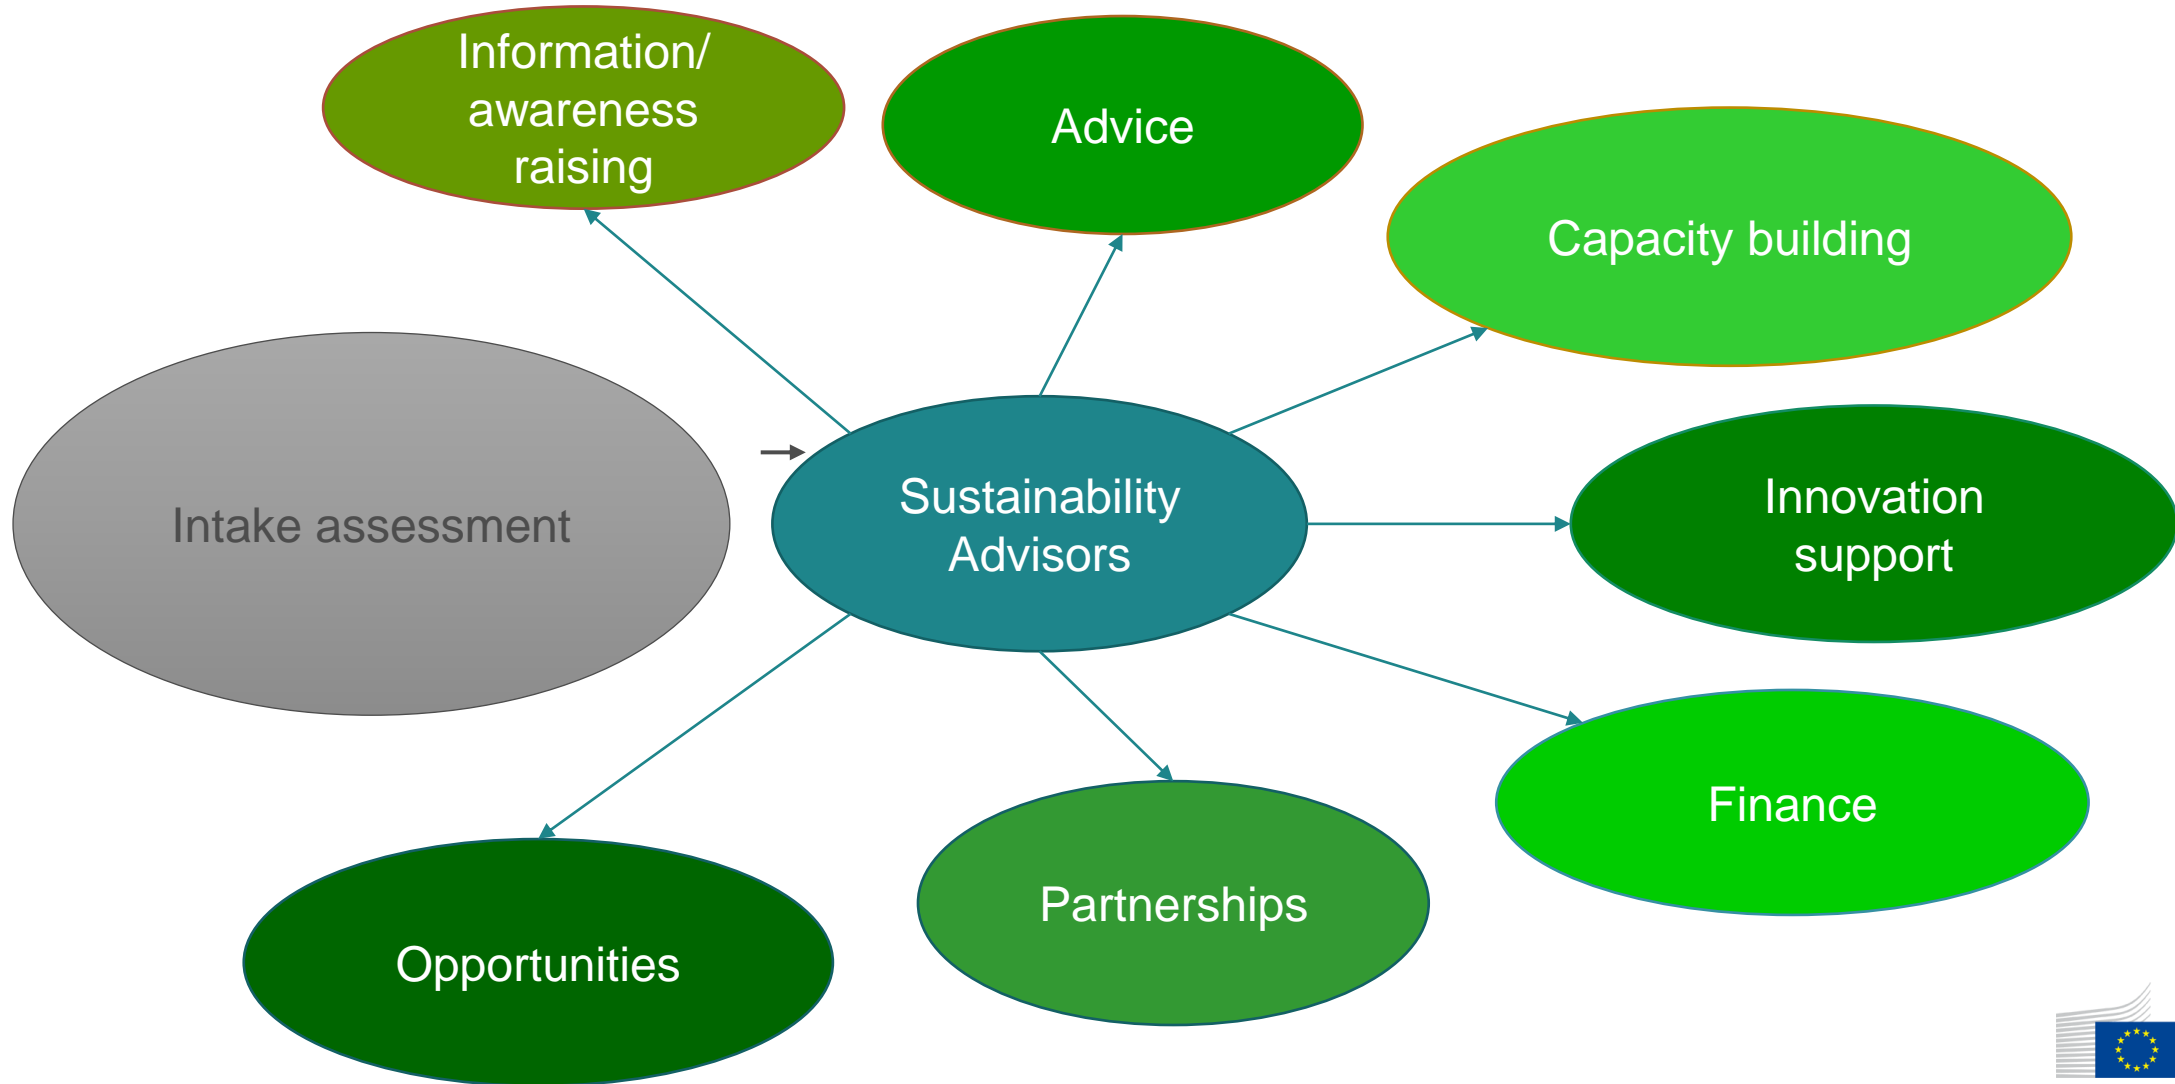 Information/
awareness
raising
Advice
Capacity building
Intake assessment
Sustainability
Advisors
Innovation
support
Finance
Partnerships
Opportunities